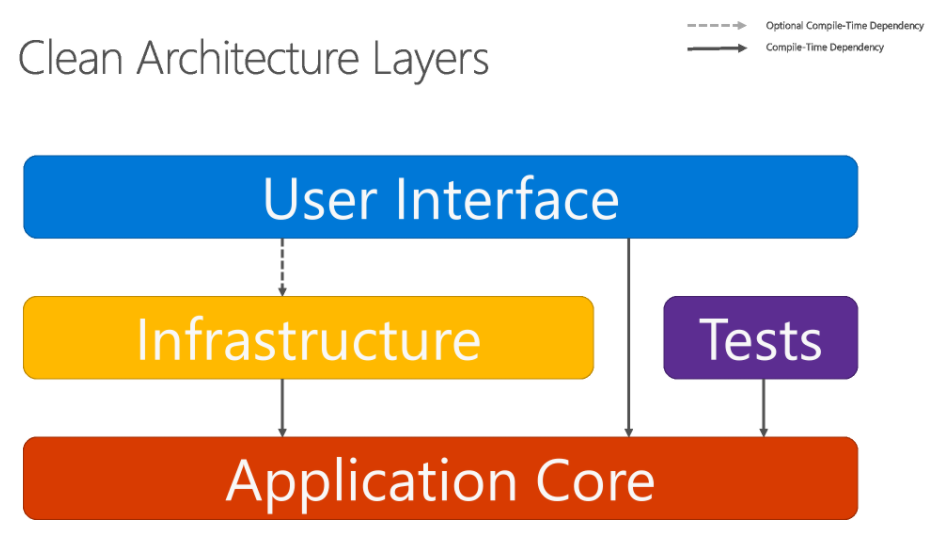 Clean Architecture Layers
Optional Compile-Time Dependency
Compile-Time Dependency
User Interface
Infrastructure
Tests
Application Core